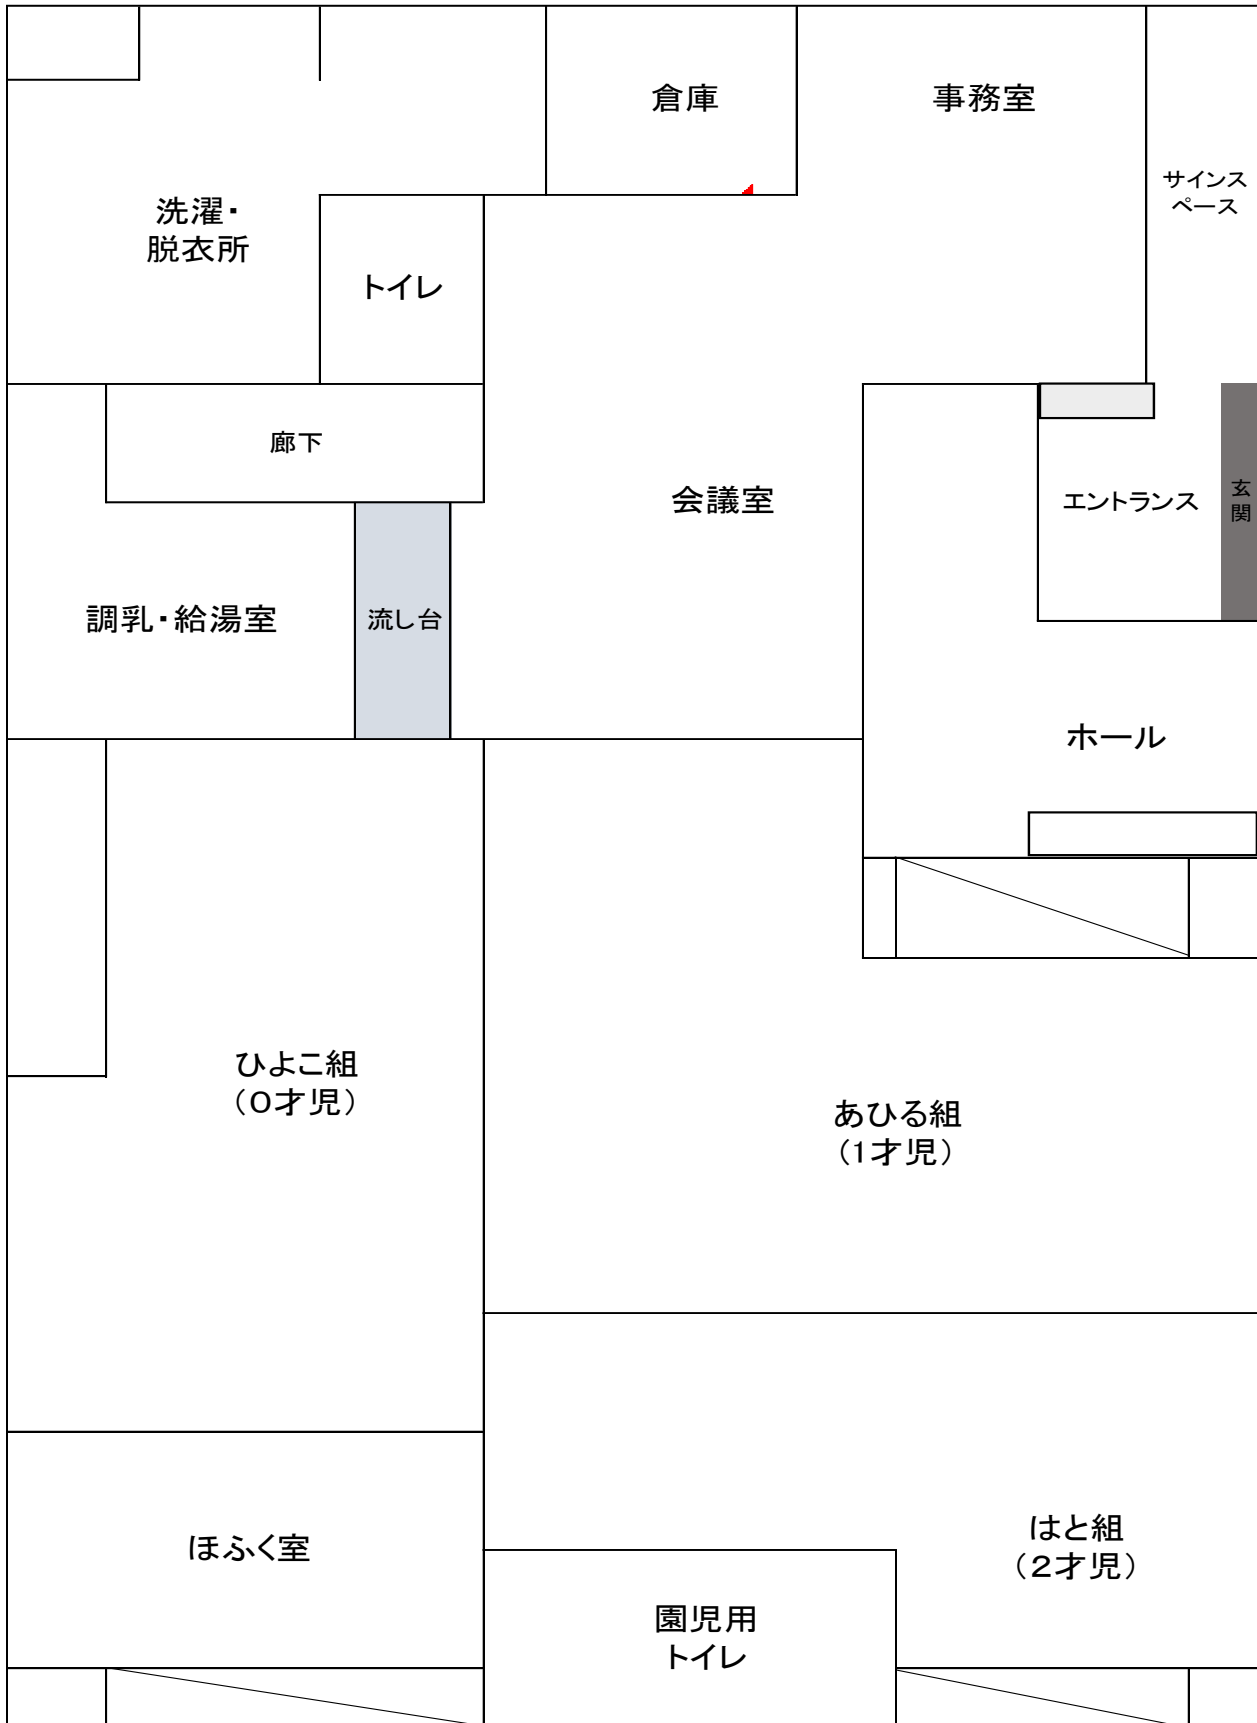 倉庫
事務室
サインス
ペース
洗濯・
脱衣所
トイレ
廊下
会議室
エントランス
玄
関
調乳・給湯室
流し台
ホール
ひよこ組
（0才児）
あひる組
（1才児）
ほふく室
はと組
（2才児）
園児用
トイレ